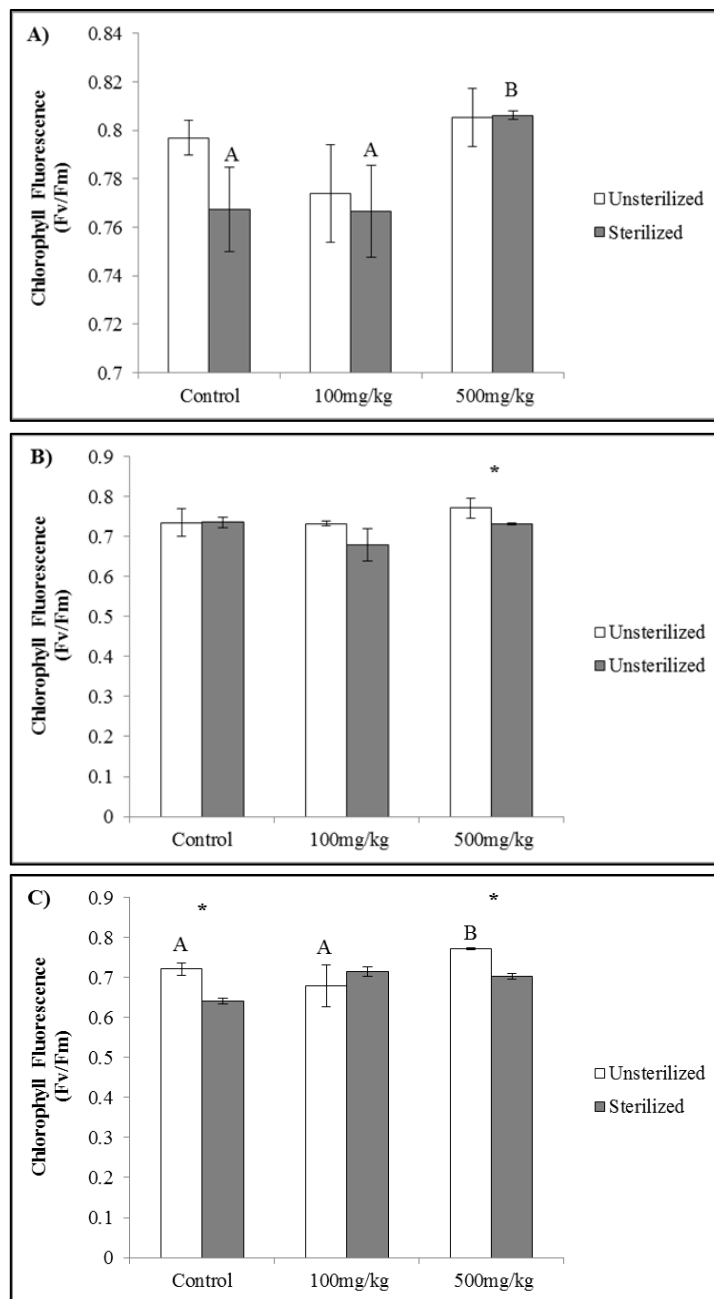 A)
Chlorophyll Fluorescence
(Fv/Fm)
0.84
0.82
0.8
0.78
0.76
0.74
0.72
0.7
A
A
B
Control
100mg/kg
500mg/kg
Unsterilized
Sterilized
B)
Chlorophyll Fluorescence
(Fv/Fm)
0.9
0.8
0.7
0.6
0.5
0.4
0.3
0.2
0.1
0
*
Control
100mg/kg
500mg/kg
Unsterilized
Unsterilized
C)
Chlorophyll Fluorescence
(Fv/Fm)
0.9
0.8
0.7
0.6
0.5
0.4
0.3
0.2
0.1
0
*
*
A
A
B
Control
100mg/kg
500mg/kg
Unsterilized
Sterilized